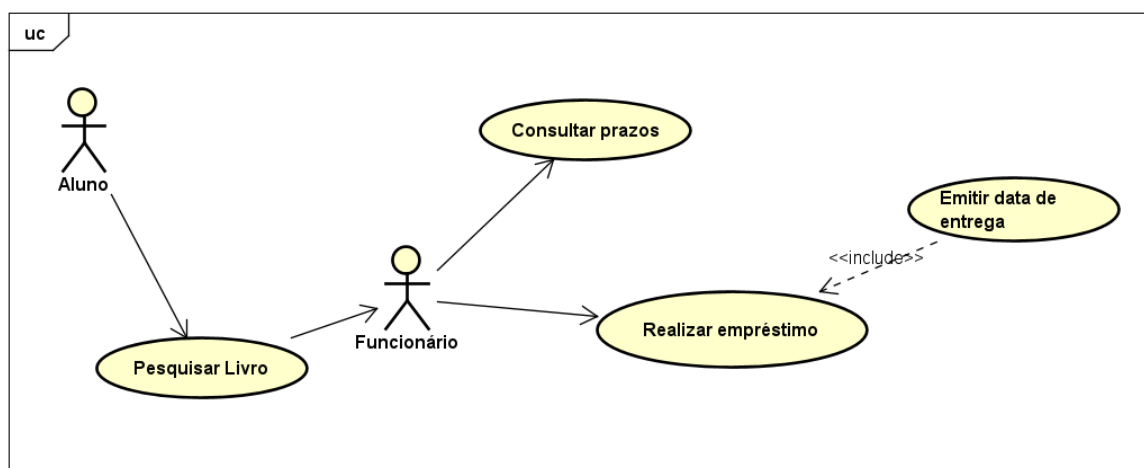 uc
Aluno
Consultar prazos
Emitir data de
entrega
<<include>>
Funcionário
Realizar empréstimo
Pesquisar Livro